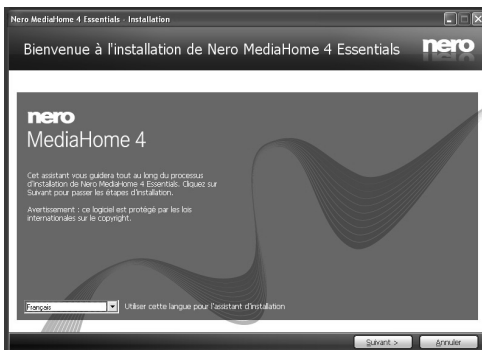 Nero MediaHome 4 Essentials - Installation
Bienvenue à l'installation de Nero MediaHome 4 Essentials
nero
nero
MediaHome 4
Cet assistant vous guidera tout au long du processus
d'installation de Nero MediaHome 4 Essentials. Cliquez sur
Suivant pour passer les étapes d'installation.
Avertissement : ce logiciel est protégé par les lois
internationales sur le copyright.
Français
Utiliser cette langue pour l'assistant d'installation
Suivant >
Annuler